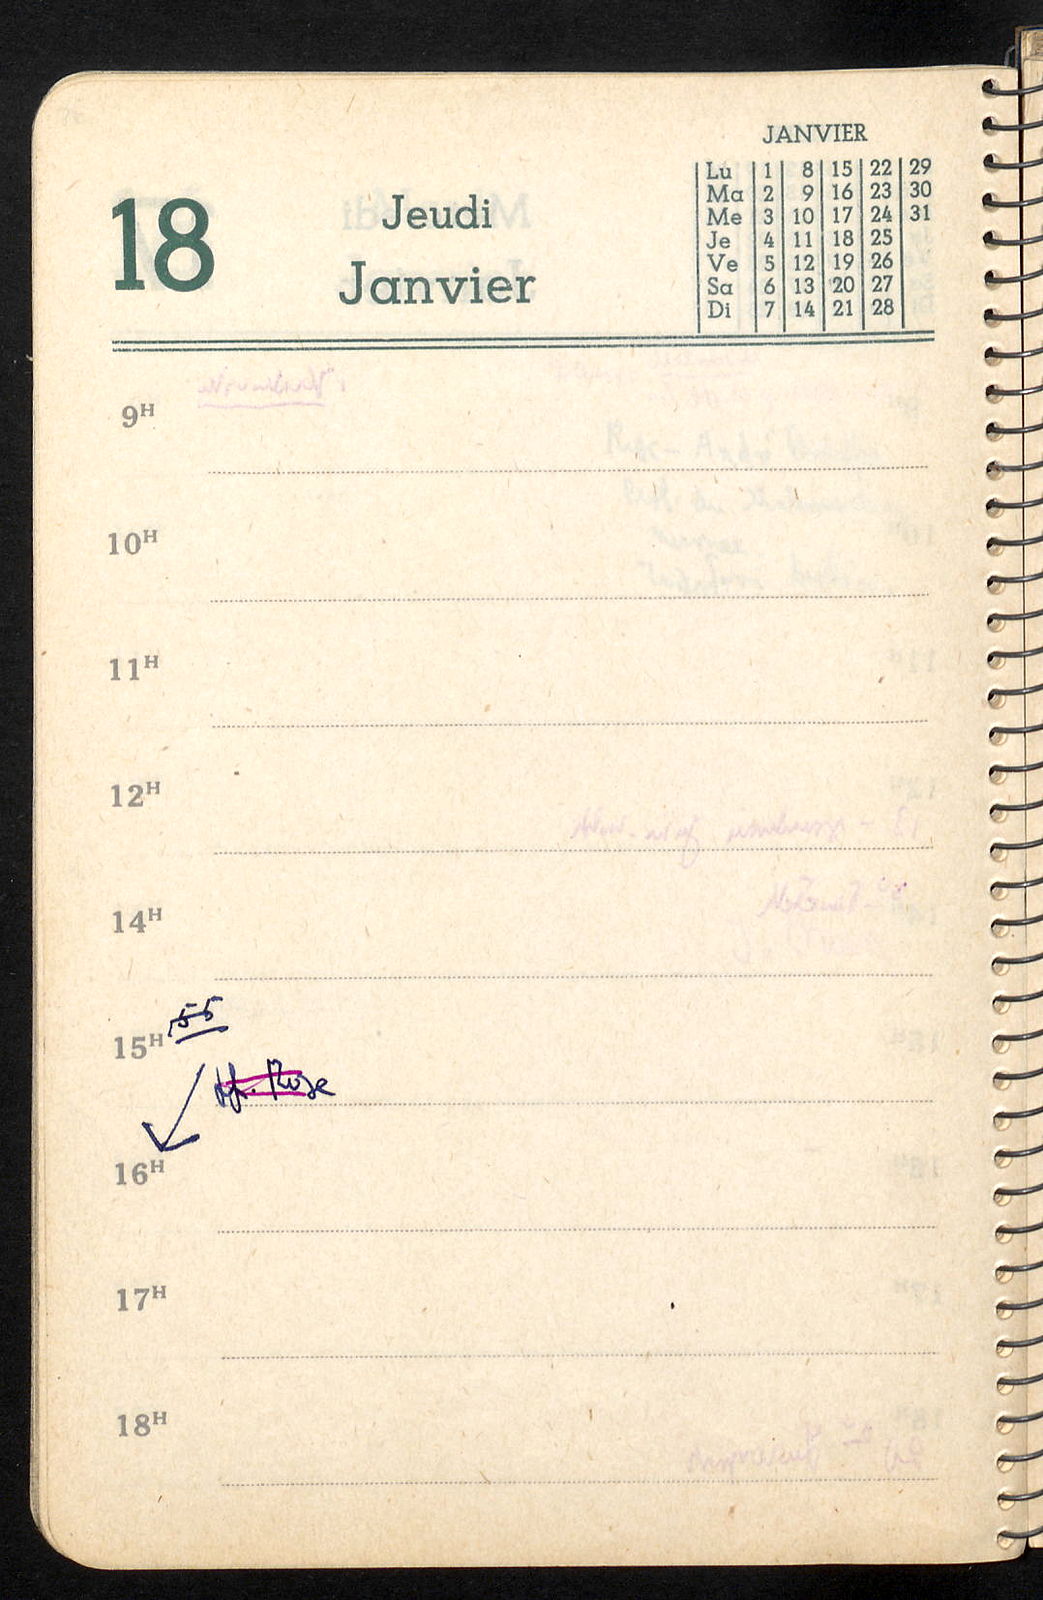 JANVIER
Lu 1 8 15 22 29
Ma 2 9 16 23 30
Me 3 10 17 24 31
Je 4 11 18 25
Ve 5 12 19 26
Sa 6 13 20 27
Di 7 14 21 28
18 Jeudi
Janvier
9H
10H
11H
12H
14H
15H 55
Rose
16H
17H
18H